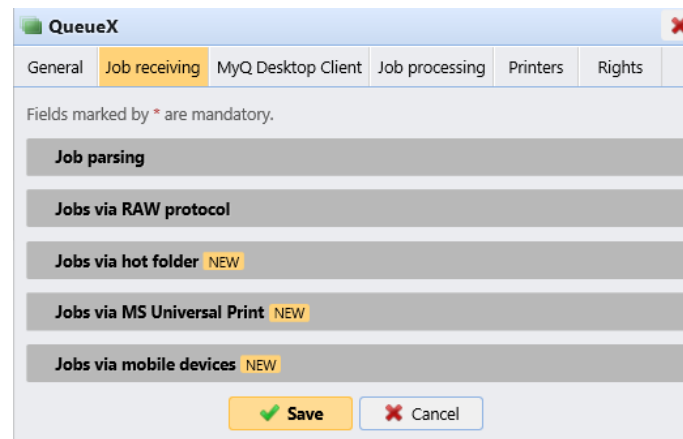 QueueX
General Job receiving MyQ Desktop Client Job processing Printers Rights
Fields marked by * are mandatory.
Job parsing
Jobs via RAW protocol
Jobs via hot folder NEW
Jobs via MS Universal Print NEW
Jobs via mobile devices NEW
Save Cancel